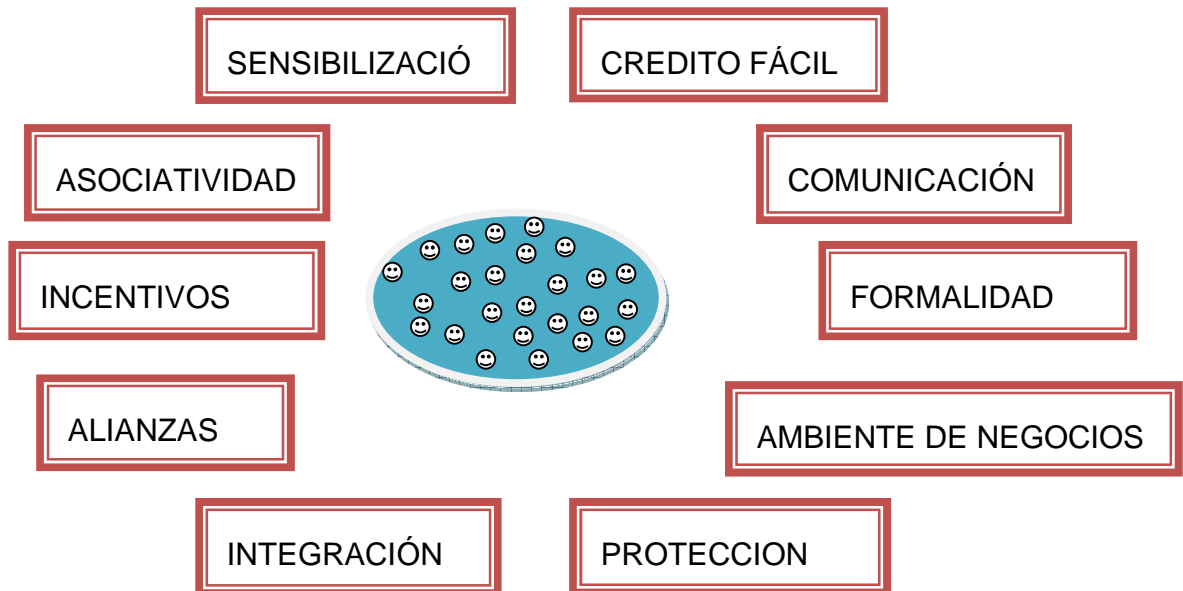 SENSIBILIZACIÓ
CREDITO FÁCIL
ASOCIATIVIDAD
COMUNICACIÓN
INCENTIVOS
FORMALIDAD
ALIANZAS
AMBIENTE DE NEGOCIOS
INTEGRACIÓN
PROTECCION